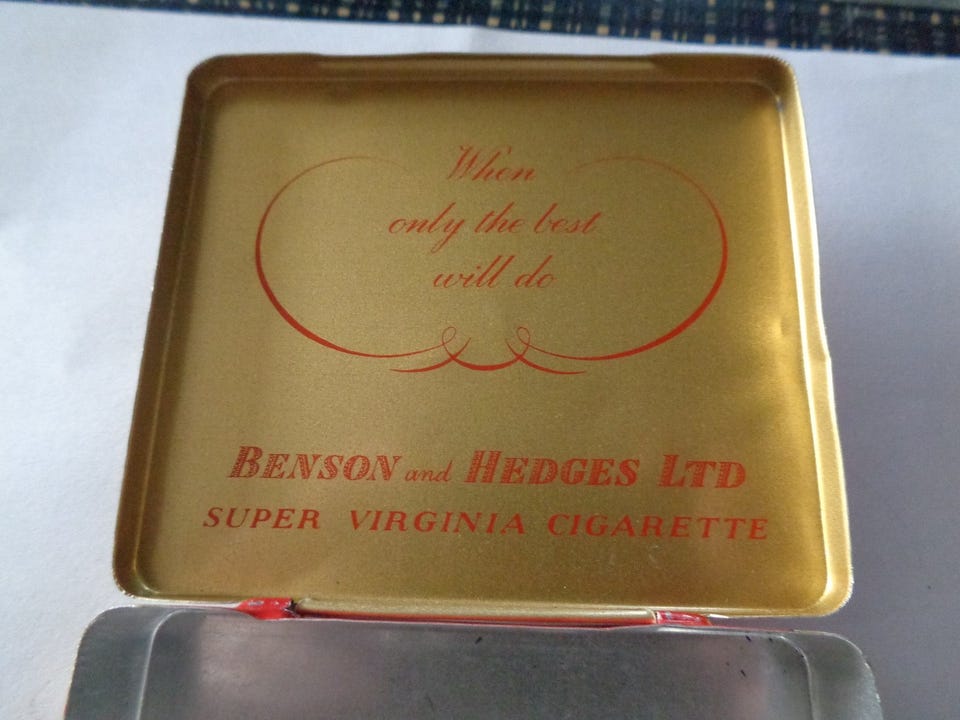 When
only the best
will do
BENSON and HEDGES LTD
SUPER VIRGINIA CIGARETTE